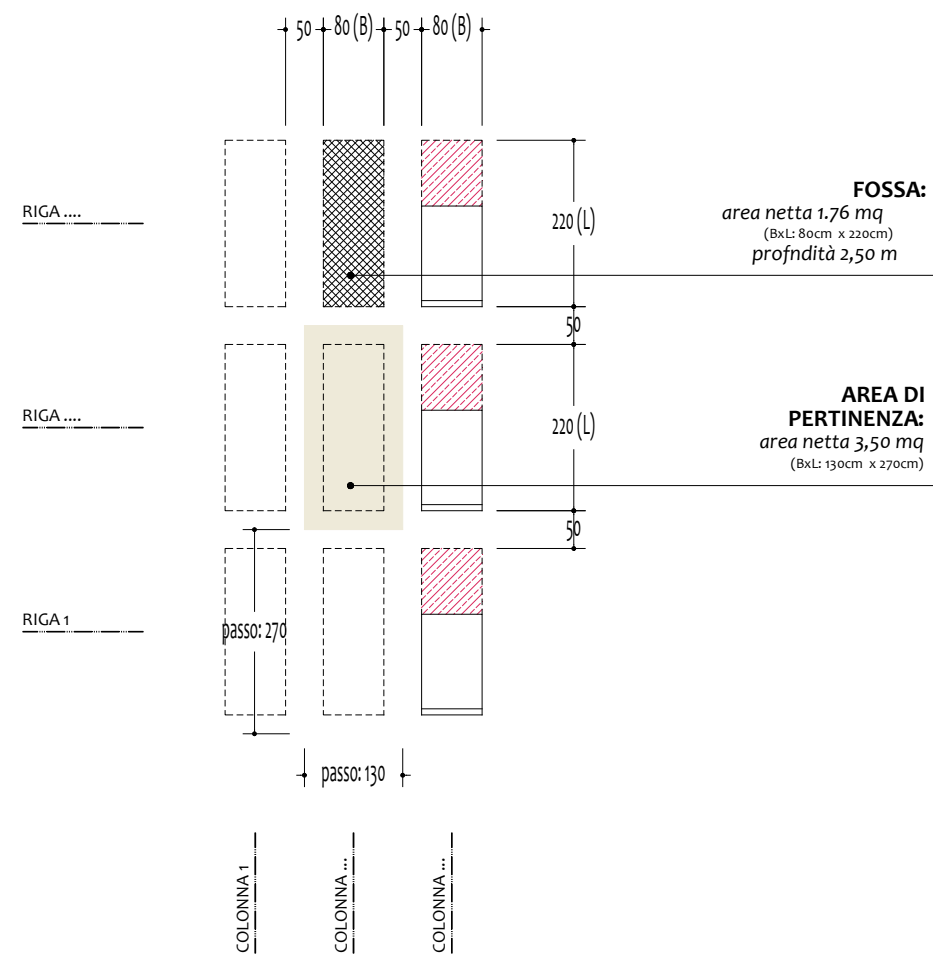 50 80 (B) 50 80 (B)
RIGA ....
220 (L)
FOSSA:
area netta 1.76 mq
(BxL: 80cm x 220cm)
profndità 2,50 m
50
RIGA ....
220 (L)
AREA DI
PERTINENZA:
area netta 3,50 mq
(BxL: 130cm x 270cm)
50
RIGA 1
passo: 270
passo: 130
COLONNA 1
COLONNA ...
COLONNA ...